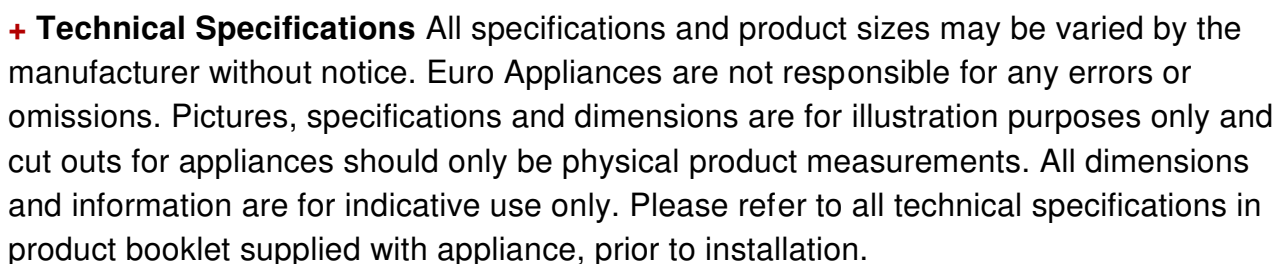 + Technical Specifications All specifications and product sizes may be varied by the
manufacturer without notice. Euro Appliances are not responsible for any errors or
omissions. Pictures, specifications and dimensions are for illustration purposes only and
cut outs for appliances should only be physical product measurements. All dimensions
and information are for indicative use only. Please refer to all technical specifications in
product booklet supplied with appliance, prior to installation.